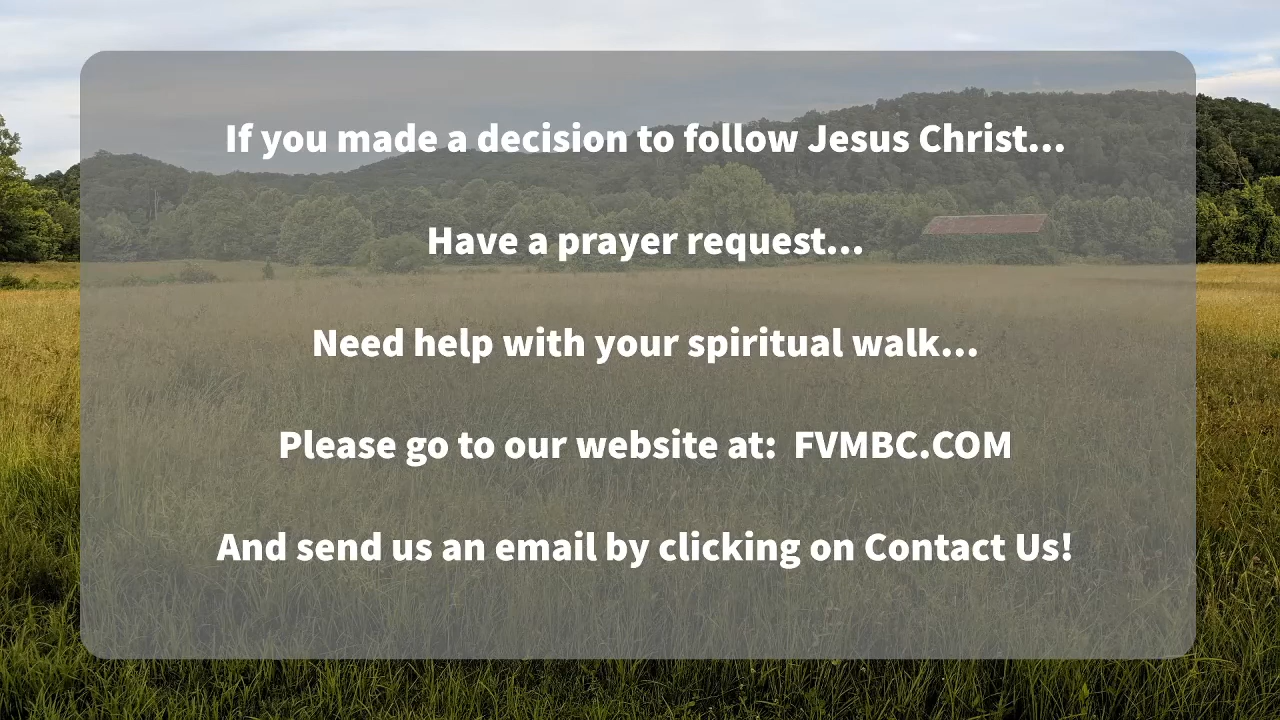 If you made a decision to follow Jesus Christ...
Have a prayer request...
Need help with your spiritual walk...
Please go to our website at:  FVMBC.COM
And send us an email by clicking on Contact Us!